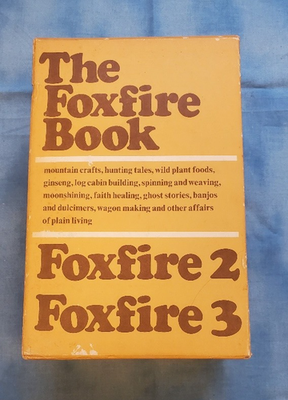 The
Foxfire
Book
mountain crafts, hunting tales, wild plant foods,
ginseng, log cabin building, spinning and weaving,
moonshining, faith healing, ghost stories, banjos
and dulcimers, wagon making and other affairs
of plain living
Foxfire 2
Foxfire 3